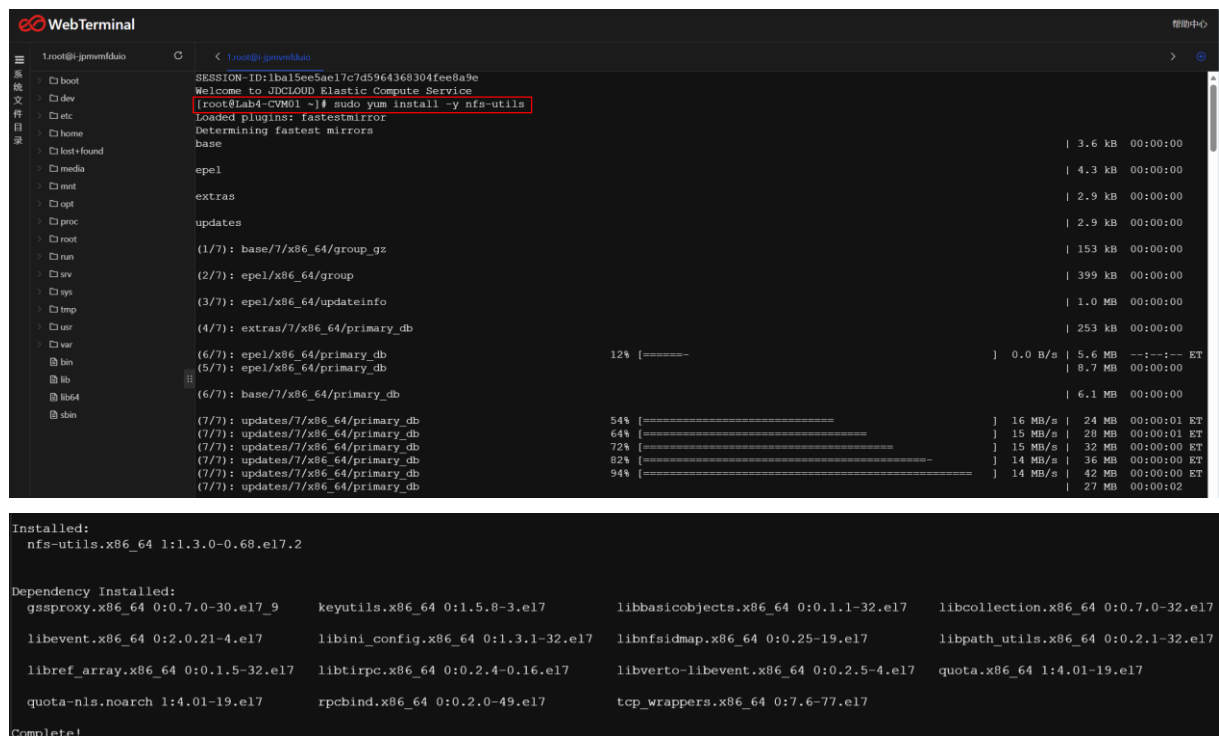 WebTerminal
帮助中心
1.root@i-jpmvmfduio
1.root@i-jpmvmfduio
系统文件目录
boot
dev
etc
home
lost+found
media
mnt
opt
proc
root
run
srv
sys
tmp
usr
var
bin
lib
lib64
sbin
SESSION-ID:1ba15ee5ae17c7d5964368304fee8a9e
Welcome to JDCLOUD Elastic Compute Service
[root@Lab4-CVM01 ~]# sudo yum install -y nfs-utils
Loaded plugins: fastestmirror
Determining fastest mirrors
base | 3.6 kB 00:00:00
epel | 4.3 kB 00:00:00
extras | 2.9 kB 00:00:00
updates | 2.9 kB 00:00:00
(1/7): base/7/x86_64/group_gz | 153 kB 00:00:00
(2/7): epel/x86_64/group | 399 kB 00:00:00
(3/7): epel/x86_64/updateinfo | 1.0 MB 00:00:00
(4/7): extras/7/x86_64/primary_db | 253 kB 00:00:00
(6/7): epel/x86_64/primary_db 12% [======- ] 0.0 B/s | 5.6 MB --:--:-- ET
(5/7): epel/x86_64/primary_db | 8.7 MB 00:00:00
(6/7): base/7/x86_64/primary_db | 6.1 MB 00:00:00
(7/7): updates/7/x86_64/primary_db 54% [============================= ] 16 MB/s | 24 MB 00:00:01 ET
(7/7): updates/7/x86_64/primary_db 64% [================================== ] 15 MB/s | 28 MB 00:00:01 ET
(7/7): updates/7/x86_64/primary_db 72% [====================================== ] 15 MB/s | 32 MB 00:00:00 ET
(7/7): updates/7/x86_64/primary_db 82% [===========================================- ] 14 MB/s | 36 MB 00:00:00 ET
(7/7): updates/7/x86_64/primary_db 94% [================================================== ] 14 MB/s | 42 MB 00:00:00 ET
(7/7): updates/7/x86_64/primary_db | 27 MB 00:00:02
Installed:
nfs-utils.x86_64 1:1.3.0-0.68.el7.2
Dependency Installed:
gssproxy.x86_64 0:0.7.0-30.el7_9 keyutils.x86_64 0:1.5.8-3.el7 libbasicobjects.x86_64 0:0.1.1-32.el7 libcollection.x86_64 0:0.7.0-32.el7
libevent.x86_64 0:2.0.21-4.el7 libini_config.x86_64 0:1.3.1-32.el7 libnfsidmap.x86_64 0:0.25-19.el7 libpath_utils.x86_64 0:0.2.1-32.el7
libref_array.x86_64 0:0.1.5-32.el7 libtirpc.x86_64 0:0.2.4-0.16.el7 libverto-libevent.x86_64 0:0.2.5-4.el7 quota.x86_64 1:4.01-19.el7
quota-nls.noarch 1:4.01-19.el7 rpcbind.x86_64 0:0.2.0-49.el7 tcp_wrappers.x86_64 0:7.6-77.el7
Complete!